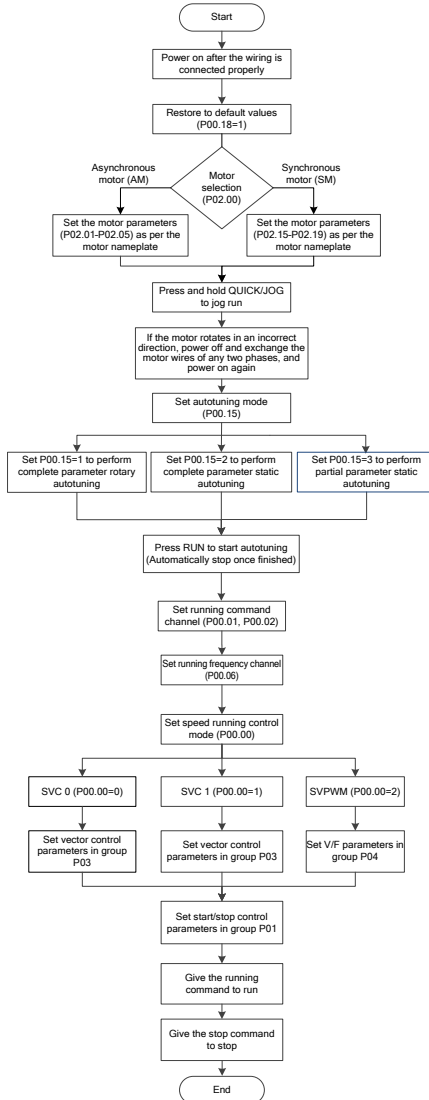 Start
Power on after the wiring is
connected properly
Restore to default values
(P00.18=1)
Asynchronous
motor (AM)
Motor
selection
(P02.00)
Synchronous
motor (SM)
Set the motor parameters
(P02.01-P02.05) as per the
motor nameplate
Set the motor parameters
(P02.15-P02.19) as per the
motor nameplate
Press and hold QUICK/JOG
to jog run
If the motor rotates in an incorrect
direction, power off and exchange the
motor wires of any two phases, and
power on again
Set autotuning mode
(P00.15)
Set P00.15=1 to perform
complete parameter rotary
autotuning
Set P00.15=2 to perform
complete parameter static
autotuning
Set P00.15=3 to perform
partial parameter static
autotuning
Press RUN to start autotuning
(Automatically stop once finished)
Set running command
channel (P00.01, P00.02)
Set running frequency channel
(P00.06)
Set speed running control
mode (P00.00)
SVC 0 (P00.00=0)
SVC 1 (P00.00=1)
SVPWM (P00.00=2)
Set vector control
parameters in group
P03
Set vector control
parameters in group P03
Set V/F parameters in
group P04
Set start/stop control
parameters in group P01
Give the running
command to run
Give the stop command
to stop
End